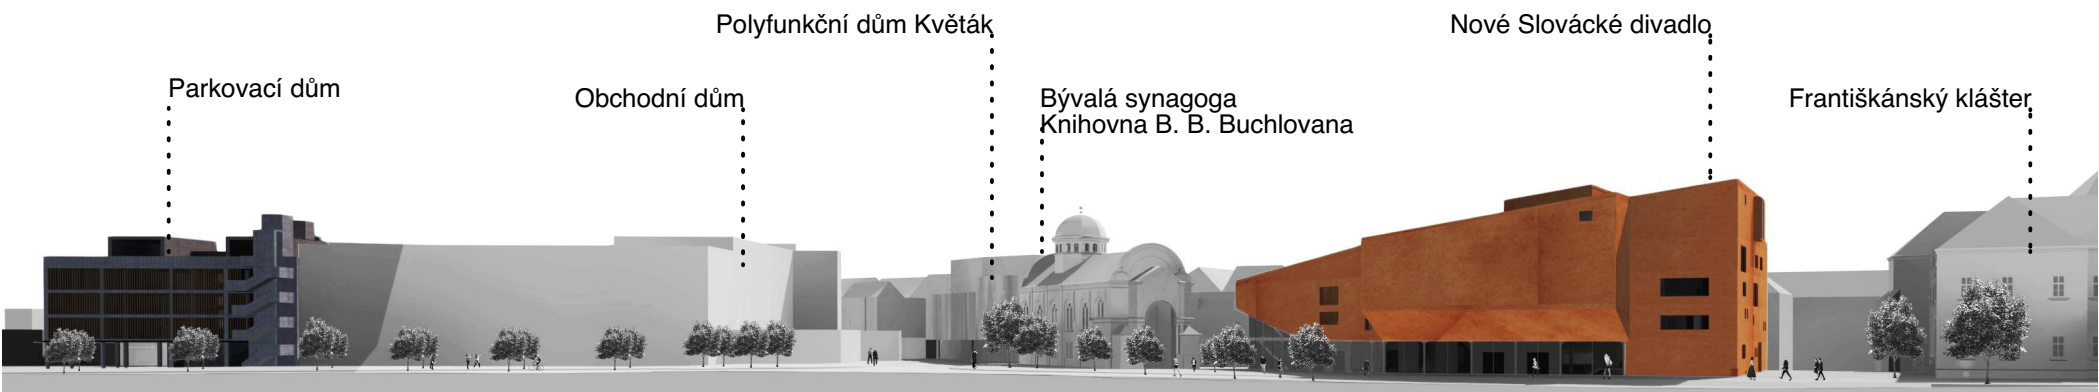 Polyfunkční dům Květák
Nové Slovácké divadlo
Parkovací dům
Obchodní dům
Bývalá synagoga
Knihovna B. B. Buchlovana
Františkánský klášter